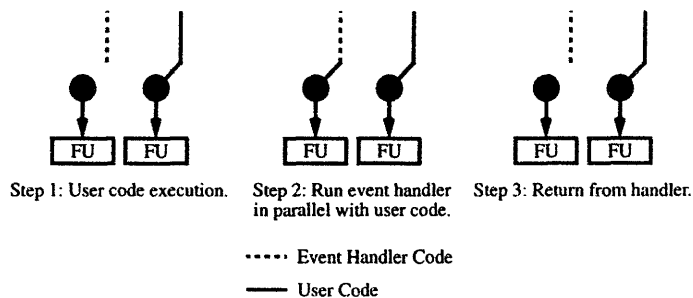 FU FU FU FU FU FU
Step 1: User code execution. Step 2: Run event handler Step 3: Return from handler.
in parallel with user code.
Event Handler Code
User Code